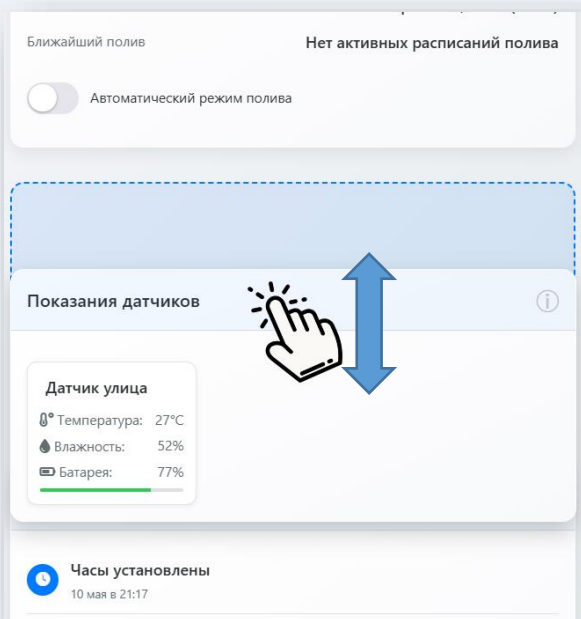 Ближайший полив Нет активных расписаний полива
Автоматический режим полива
Показания датчиков
Датчик улица
Температура: 27°C
Влажность: 52%
Батарея: 77%
Часы установлены
10 мая в 21:17